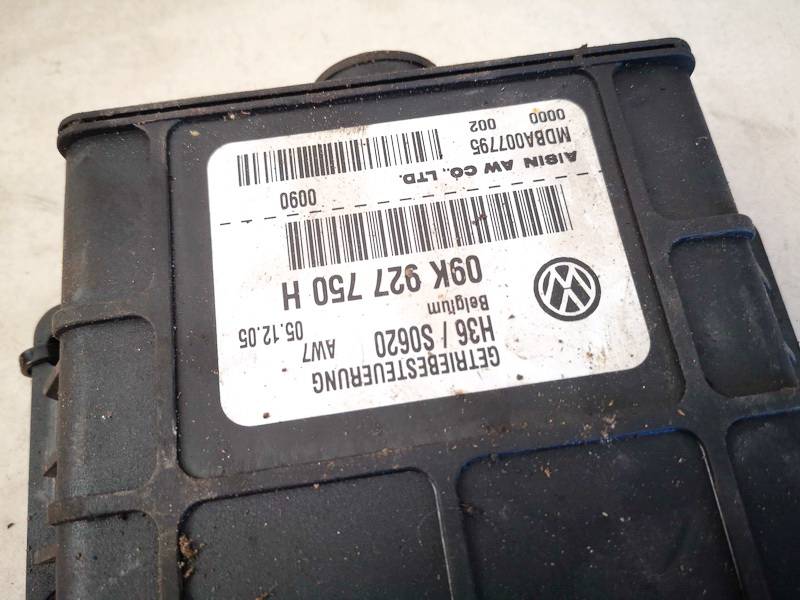 GETRIEBESTEUERUNG
H36 / S0620 AW7
Belgium 05.12.05
09K 927 750 H
0090
AISIN AW CO., LTD.
MDBA007795
0000 002